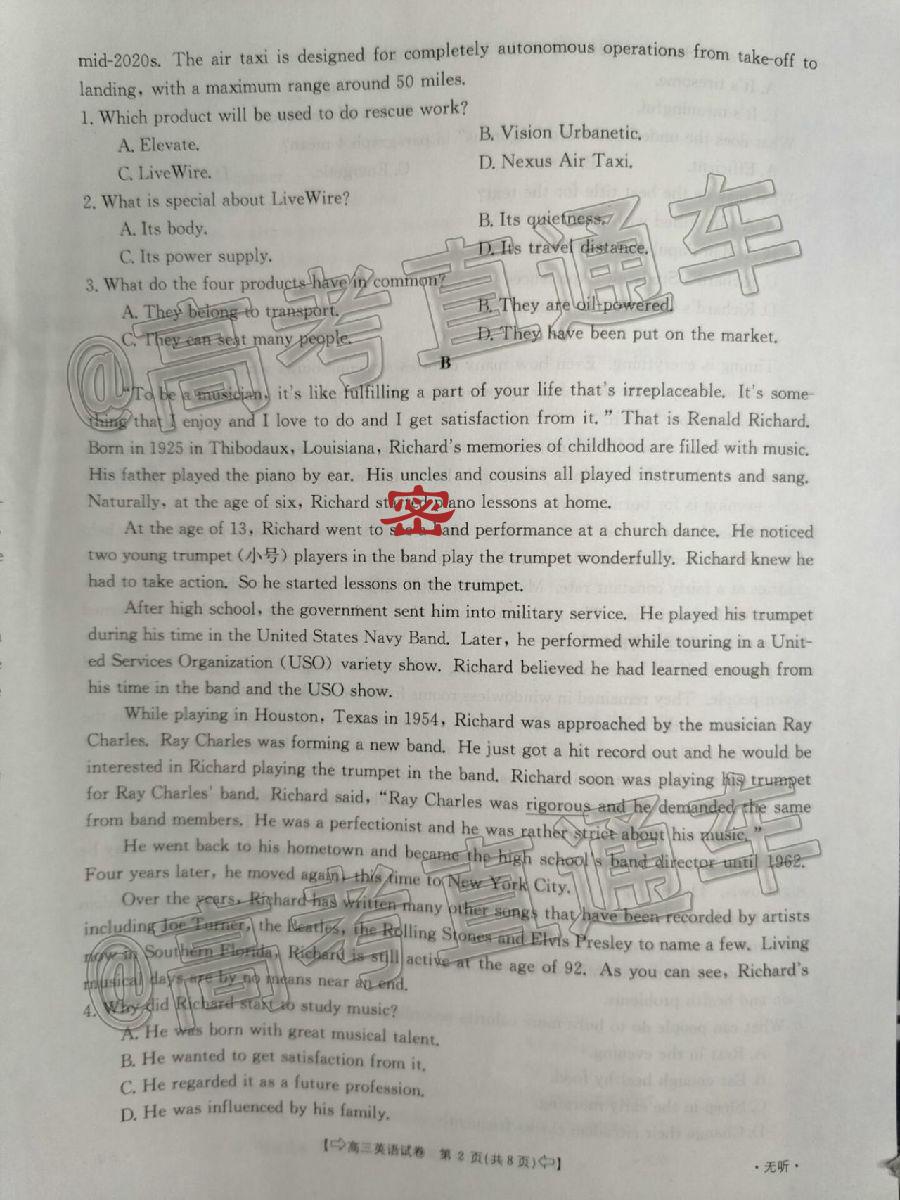 mid-2020s. The air taxi is designed for completely autonomous operations from take-off to
landing, with a maximum range around 50 miles.
1. Which product will be used to do rescue work?
A. Elevate.
B. Vision Urbanetic.
C. LiveWire.
D. Nexus Air Taxi.
2. What is special about LiveWire?
A. Its body.
B. Its quietness.
C. Its power supply.
D. Its travel distance.
3. What do the four products have in common?
A. They belong to transport.
B. They are oil-powered.
C. They can seat many people.
D. They have been put on the market.
B
"To be a musician, it's like fulfilling a part of your life that's irreplaceable. It's some-
thing that I enjoy and I love to do and I get satisfaction from it." That is Renald Richard.
Born in 1925 in Thibodaux, Louisiana, Richard's memories of childhood are filled with music.
His father played the piano by ear. His uncles and cousins all played instruments and sang.
Naturally, at the age of six, Richard started piano lessons at home.
At the age of 13, Richard went to see a band performance at a church dance. He noticed
two young trumpet (小号) players in the band play the trumpet wonderfully. Richard knew he
had to take action. So he started lessons on the trumpet.
After high school, the government sent him into military service. He played his trumpet
during his time in the United States Navy Band. Later, he performed while touring in a Unit-
ed Services Organization (USO) variety show. Richard believed he had learned enough from
his time in the band and the USO show.
While playing in Houston, Texas in 1954, Richard was approached by the musician Ray
Charles. Ray Charles was forming a new band. He just got a hit record out and he would be
interested in Richard playing the trumpet in the band. Richard soon was playing his trumpet
for Ray Charles' band. Richard said, "Ray Charles was rigorous and he demanded the same
from band members. He was a perfectionist and he was rather strict about his music."
He went back to his hometown and became the high school's band director until 1962.
Four years later, he moved again, this time to New York City.
Over the years, Richard has written many other songs that have been recorded by artists
including Joe Turner, the Beatles, the Rolling Stones and Elvis Presley to name a few. Living
now in Southern Florida, Richard is still active at the age of 92. As you can see, Richard's
musical days are by no means near an end.
4. Why did Richard start to study music?
A. He was born with great musical talent.
B. He wanted to get satisfaction from it.
C. He regarded it as a future profession.
D. He was influenced by his family.
【⇨高三英语试卷 第2页(共8页)⇦】
·无听·
@高考直通车
密
@高考直通车